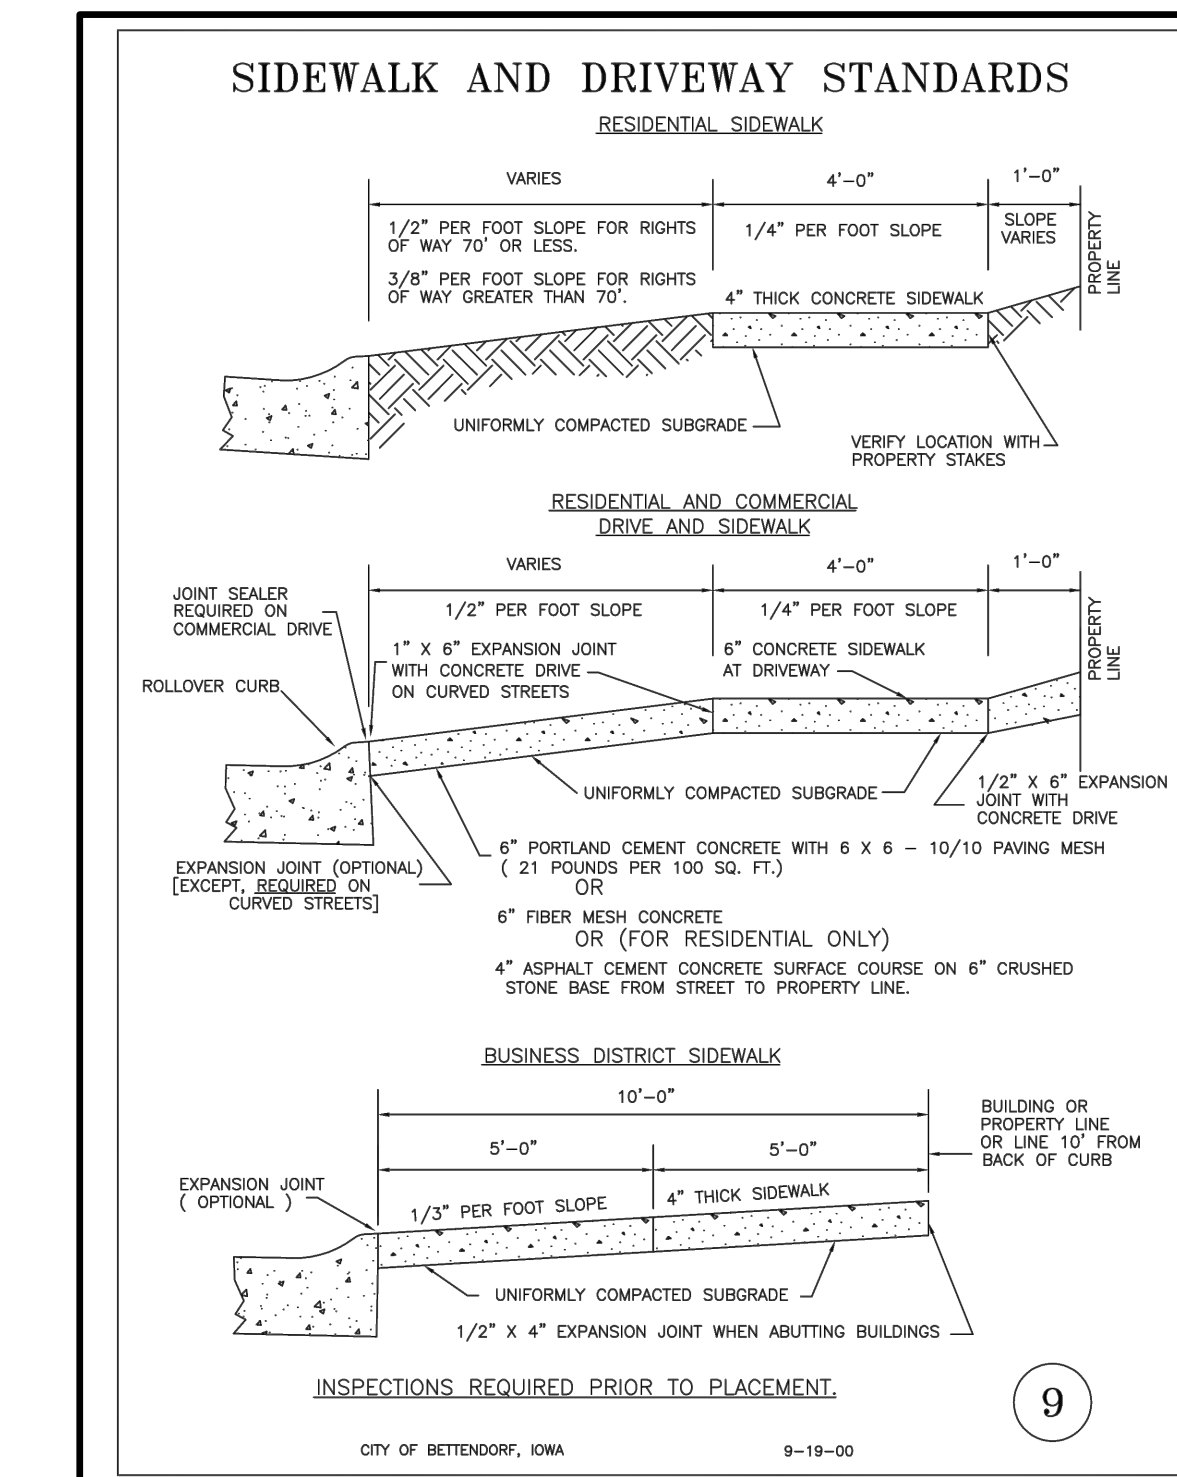 SIDEWALK AND DRIVEWAY STANDARDS
RESIDENTIAL SIDEWALK
VARIES
4'-0"
1'-0"
1/2" PER FOOT SLOPE FOR RIGHTS
OF WAY 70' OR LESS.
3/8" PER FOOT SLOPE FOR RIGHTS
OF WAY GREATER THAN 70'.
1/4" PER FOOT SLOPE
SLOPE
VARIES
PROPERTY
LINE
4" THICK CONCRETE SIDEWALK
UNIFORMLY COMPACTED SUBGRADE
VERIFY LOCATION WITH
PROPERTY STAKES
RESIDENTIAL AND COMMERCIAL
DRIVE AND SIDEWALK
VARIES
4'-0"
1'-0"
JOINT SEALER
REQUIRED ON
COMMERCIAL DRIVE
1/2" PER FOOT SLOPE
1/4" PER FOOT SLOPE
PROPERTY
LINE
1" X 6" EXPANSION JOINT
WITH CONCRETE DRIVE
ON CURVED STREETS
6" CONCRETE SIDEWALK
AT DRIVEWAY
ROLLOVER CURB
UNIFORMLY COMPACTED SUBGRADE
1/2" X 6" EXPANSION
JOINT WITH
CONCRETE DRIVE
EXPANSION JOINT (OPTIONAL)
[EXCEPT, REQUIRED ON
CURVED STREETS]
6" PORTLAND CEMENT CONCRETE WITH 6 X 6 - 10/10 PAVING MESH
( 21 POUNDS PER 100 SQ. FT.)
OR
6" FIBER MESH CONCRETE
OR (FOR RESIDENTIAL ONLY)
4" ASPHALT CEMENT CONCRETE SURFACE COURSE ON 6" CRUSHED
STONE BASE FROM STREET TO PROPERTY LINE.
BUSINESS DISTRICT SIDEWALK
10'-0"
5'-0"
5'-0"
BUILDING OR
PROPERTY LINE
OR LINE 10' FROM
BACK OF CURB
EXPANSION JOINT
( OPTIONAL )
1/3" PER FOOT SLOPE
4" THICK SIDEWALK
UNIFORMLY COMPACTED SUBGRADE
1/2" X 4" EXPANSION JOINT WHEN ABUTTING BUILDINGS
INSPECTIONS REQUIRED PRIOR TO PLACEMENT.
9
CITY OF BETTENDORF, IOWA
9-19-00